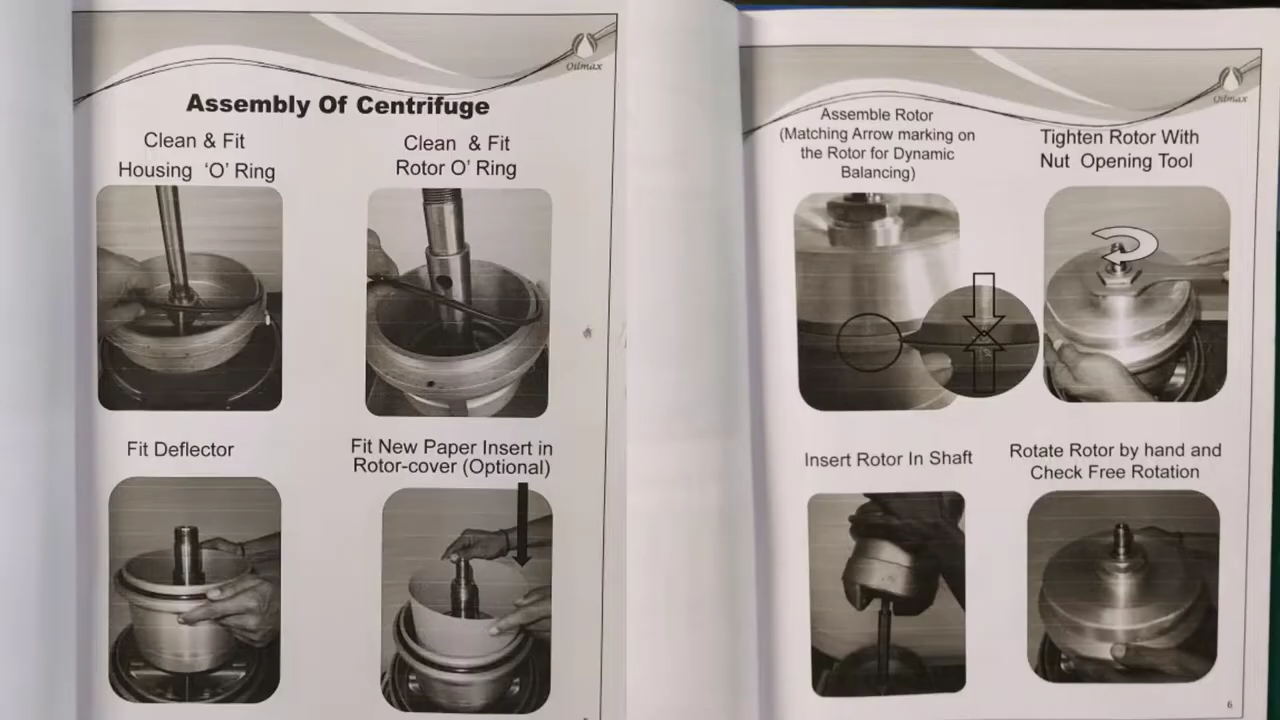 Oilmax
Assembly Of Centrifuge
Clean & Fit
Housing 'O' Ring
Clean & Fit
Rotor O' Ring
Fit Deflector
Fit New Paper Insert in
Rotor-cover (Optional)
Oilmax
Assemble Rotor
(Matching Arrow marking on
the Rotor for Dynamic
Balancing)
Tighten Rotor With
Nut Opening Tool
Insert Rotor In Shaft
Rotate Rotor by hand and
Check Free Rotation
6